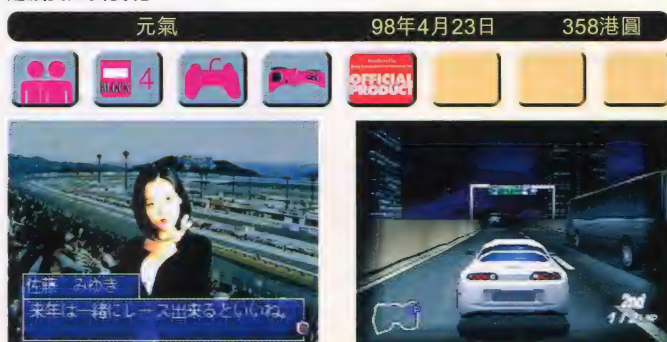 元氣 98年4月23日 358港圓
BLOCK 4
OFFICIAL
PRODUCT
佐藤 みゆき
来年は一緒にレース出来るといいね。
2nd